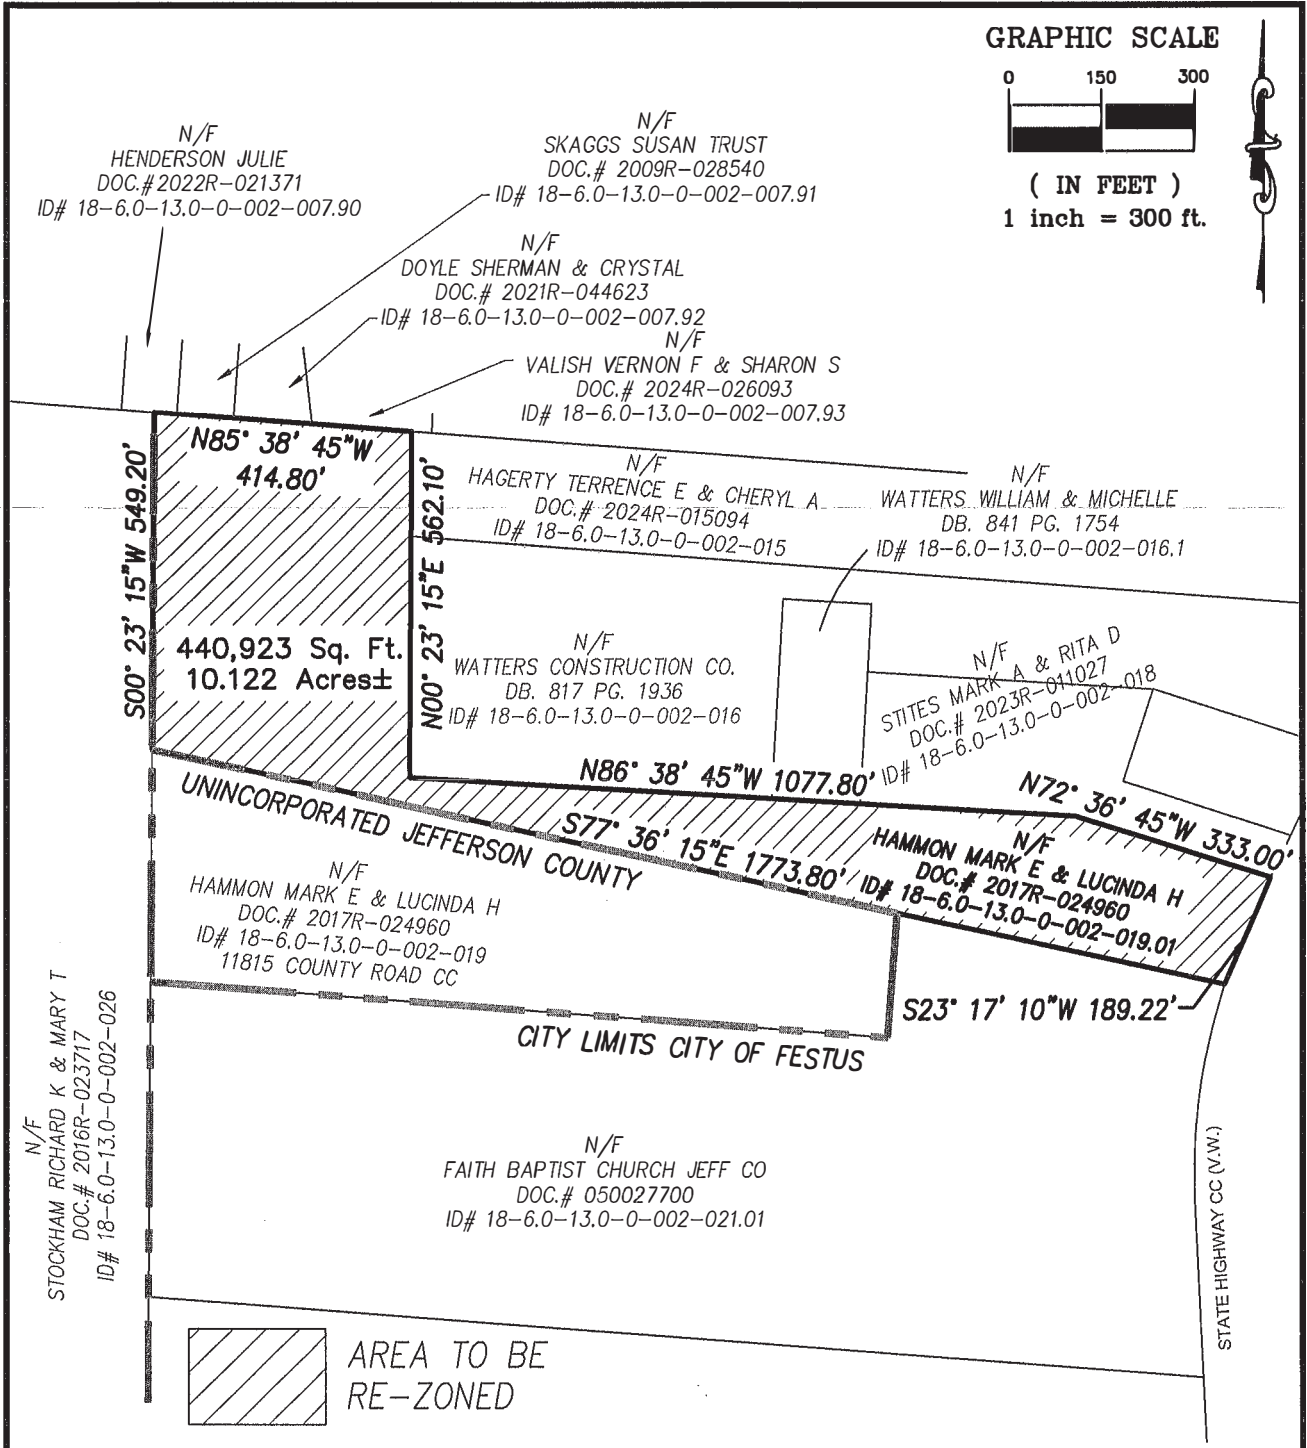 GRAPHIC SCALE
0 150 300
( IN FEET )
1 inch = 300 ft.
N/F
HENDERSON JULIE
DOC.# 2022R-021371
ID# 18-6.0-13.0-0-002-007.90
N/F
SKAGGS SUSAN TRUST
DOC.# 2009R-028540
ID# 18-6.0-13.0-0-002-007.91
N/F
DOYLE SHERMAN & CRYSTAL
DOC.# 2021R-044623
ID# 18-6.0-13.0-0-002-007.92
N/F
VALISH VERNON F & SHARON S
DOC.# 2024R-026093
ID# 18-6.0-13.0-0-002-007.93
N85° 38' 45"W
414.80'
S00° 23' 15"W 549.20'
N00° 23' 15"E 562.10'
N/F
HAGERTY TERRENCE E & CHERYL A
DOC.# 2024R-015094
ID# 18-6.0-13.0-0-002-015
N/F
WATTERS WILLIAM & MICHELLE
DB. 841 PG. 1754
ID# 18-6.0-13.0-0-002-016.1
440,923 Sq. Ft.
10.122 Acres±
N/F
WATTERS CONSTRUCTION CO.
DB. 817 PG. 1936
ID# 18-6.0-13.0-0-002-016
N/F
STITES MARK A & RITA D
DOC.# 2023R-011027
ID# 18-6.0-13.0-0-002-018
N86° 38' 45"W 1077.80'
N72° 36' 45"W 333.00'
UNINCORPORATED JEFFERSON COUNTY
S77° 36' 15"E 1773.80'
N/F
HAMMON MARK E & LUCINDA H
DOC.# 2017R-024960
ID# 18-6.0-13.0-0-002-019.01
N/F
HAMMON MARK E & LUCINDA H
DOC.# 2017R-024960
ID# 18-6.0-13.0-0-002-019
11815 COUNTY ROAD CC
S23° 17' 10"W 189.22'
CITY LIMITS CITY OF FESTUS
N/F
STOCKHAM RICHARD K & MARY T
DOC.# 2016R-023717
ID# 18-6.0-13.0-0-002-026
N/F
FAITH BAPTIST CHURCH JEFF CO
DOC.# 050027700
ID# 18-6.0-13.0-0-002-021.01
STATE HIGHWAY CC (V.W.)
AREA TO BE
RE-ZONED